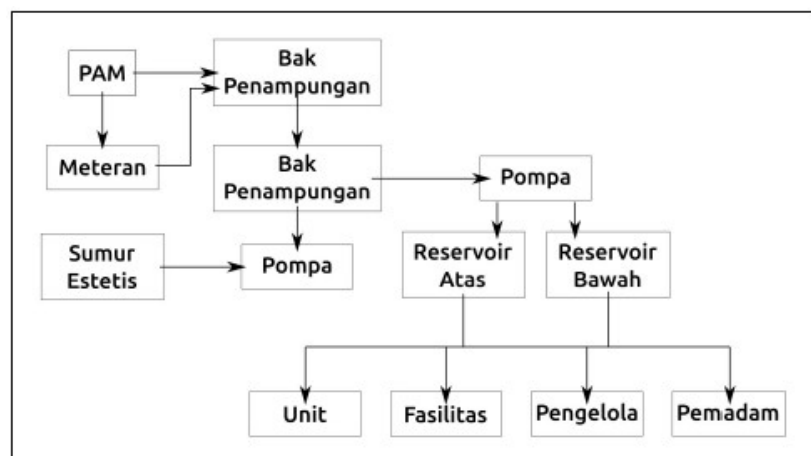 PAM
Bak
Penampungan
Meteran
Bak
Penampungan
Pompa
Sumur
Estetis
Pompa
Reservoir
Atas
Reservoir
Bawah
Unit
Fasilitas
Pengelola
Pemadam